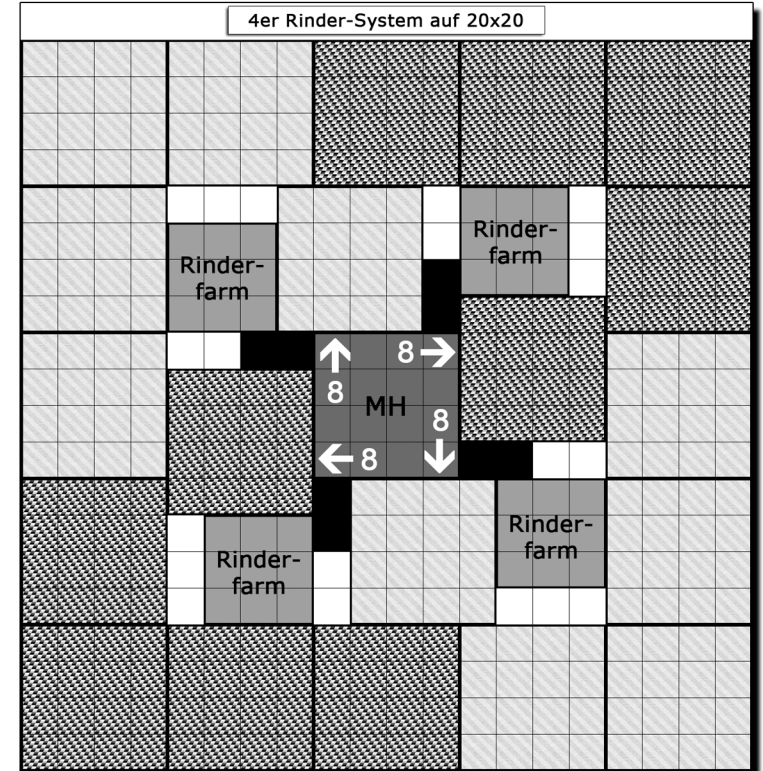 4er Rinder-System auf 20x20
Rinder-
farm
Rinder-
farm
8
8
MH
8
8
Rinder-
farm
Rinder-
farm